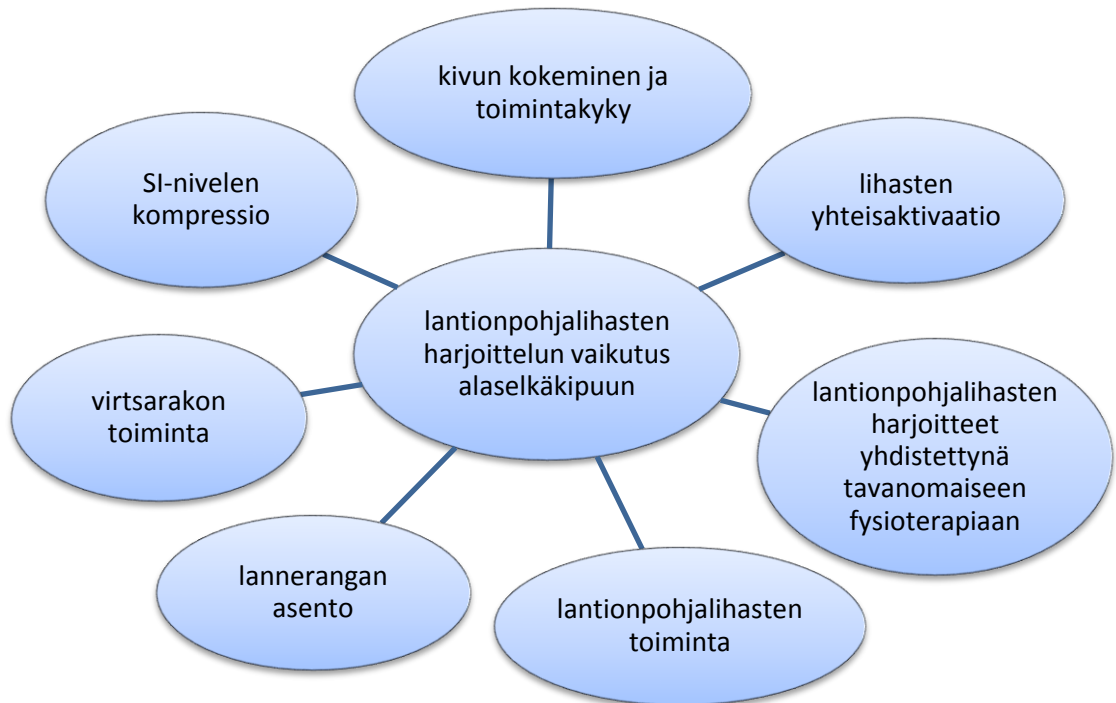 kivun kokeminen ja
toimintakyky
SI-nivelen
kompressio
lihasten
yhteisaktivaatio
lantionpohjalihasten
harjoittelun vaikutus
alaselkäkipuun
virtsarakon
toiminta
lantionpohjalihasten
harjoitteet
yhdistettynä
tavanomaiseen
fysioterapiaan
lannerangan
asento
lantionpohjalihasten
toiminta